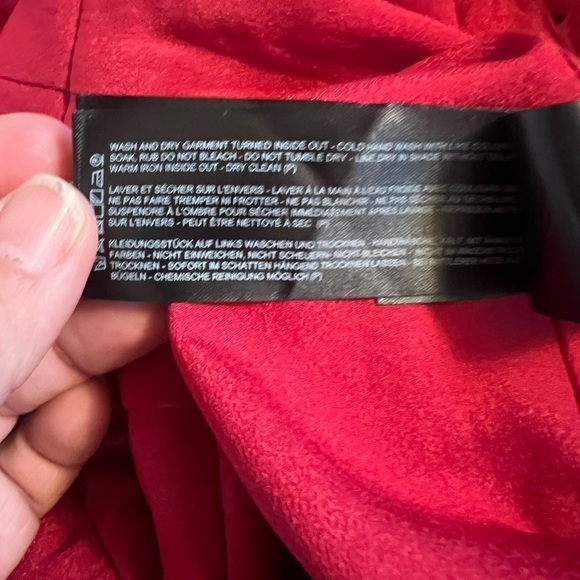 WASH AND DRY GARMENT TURNED INSIDE OUT - COLD HAND WASH WITH LIKE
SOAK, RUB DO NOT BLEACH - DO NOT TUMBLE DRY - LINE DRY IN SHADE WITHOUT
WARM IRON INSIDE OUT - DRY CLEAN (P)
LAVER ET SÉCHER SUR L'ENVERS - LAVER À LA MAIN À L'EAU FROIDE AVEC
NE PAS FAIRE TREMPER NI FROTTER - NE PAS BLANCHIR - NE PAS
SUSPENDRE À L'OMBRE POUR SÉCHER IMMÉDIATEMENT APRÈS
SUR L'ENVERS - PEUT ÊTRE NETTOYÉ À SEC (P)
KLEIDUNGSSTÜCK AUF LINKS WASCHEN UND TROCKNEN - HANDWÄSCHE, KALT, MIT
FARBEN - NICHT EINWEICHEN, NICHT SCHEUERN - NICHT BLEICHEN -
TROCKNEN - SOFORT IM SCHATTEN HÄNGEND TROCKNEN LASSEN -
BÜGELN - CHEMISCHE REINIGUNG MÖGLICH (P)